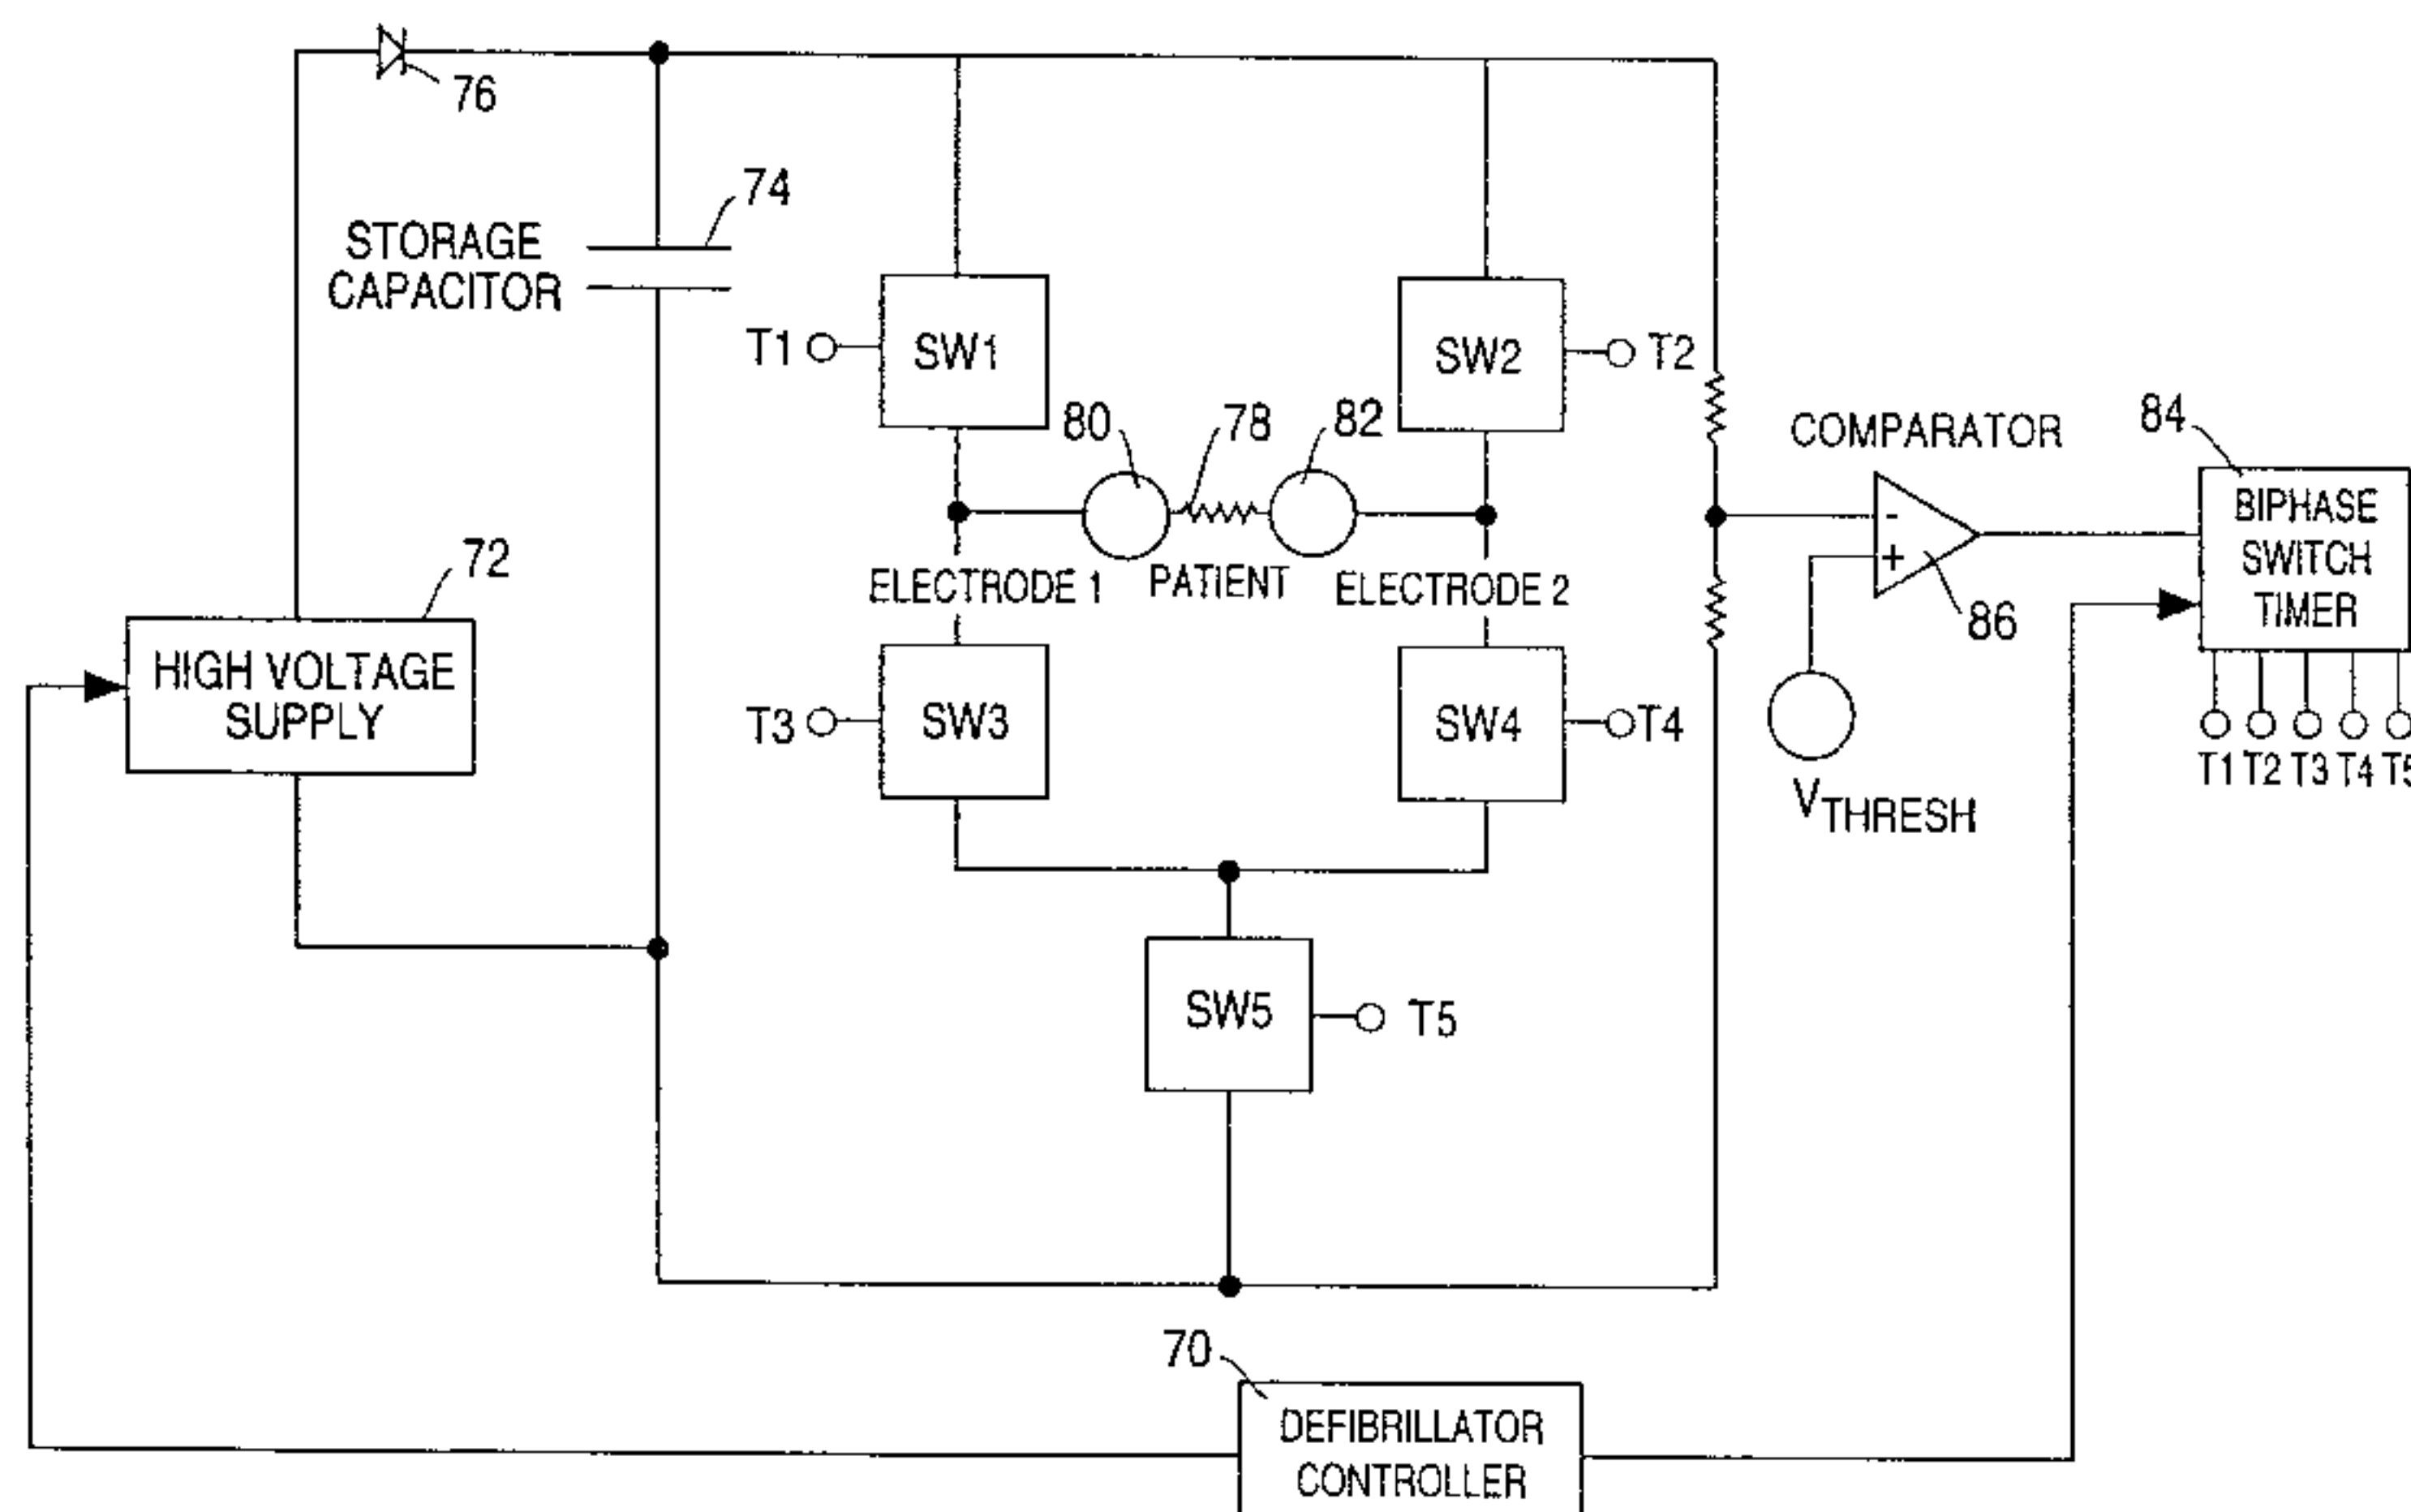 76
74
STORAGE
CAPACITOR
T1
SW1
SW2
T2
80
78
82
COMPARATOR
84
-
+
86
BIPHASE
SWITCH
TIMER
72
ELECTRODE 1
PATIENT
ELECTRODE 2
HIGH VOLTAGE
SUPPLY
T3
SW3
SW4
T4
VTHRESH
T1 T2 T3 T4 T5
SW5
T5
70
DEFIBRILLATOR
CONTROLLER